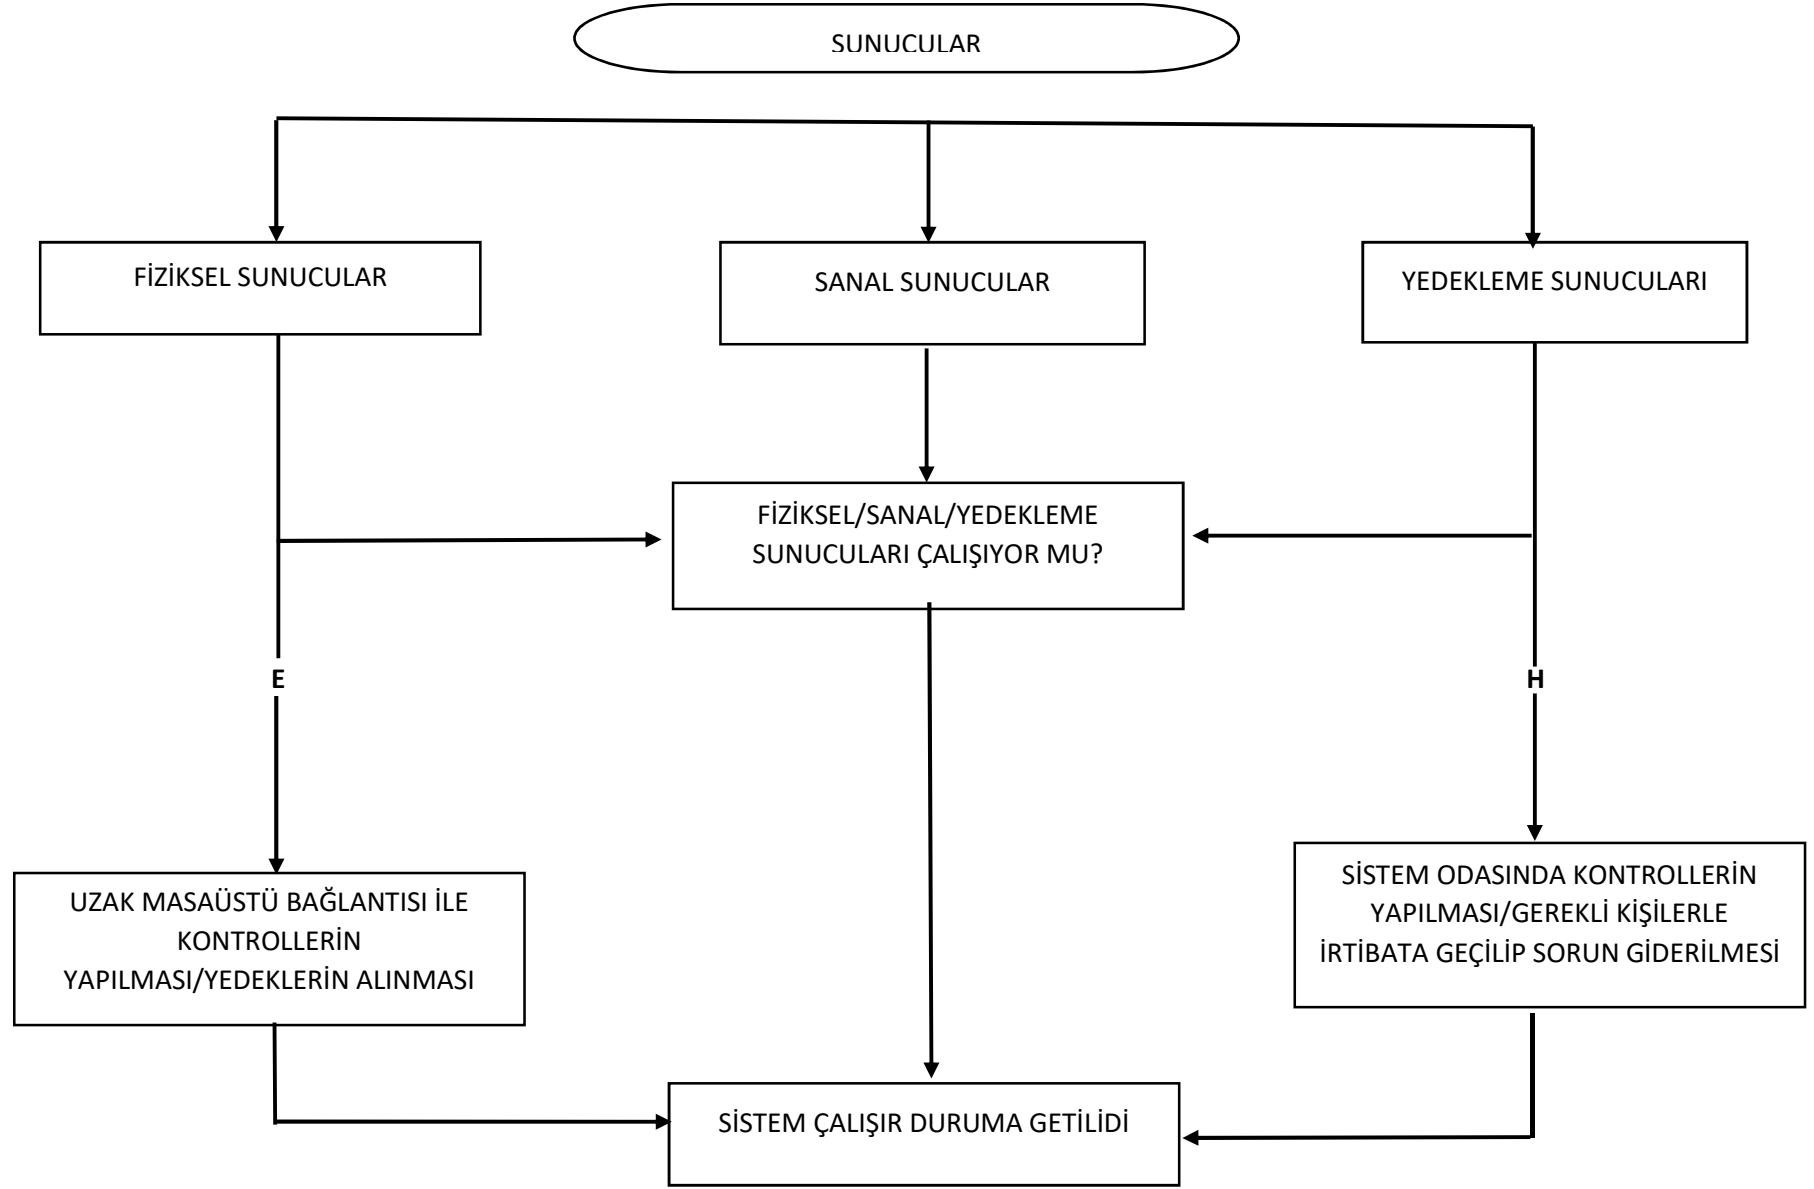 SUNUCULAR
FİZİKSEL SUNUCULAR
SANAL SUNUCULAR
YEDEKLEME SUNUCULARI
FİZİKSEL/SANAL/YEDEKLEME
SUNUCULARI ÇALIŞIYOR MU?
E
H
UZAK MASAÜSTÜ BAĞLANTISI İLE
KONTROLLERİN
YAPILMASI/YEDEKLERİN ALINMASI
SİSTEM ODASINDA KONTROLLERİN
YAPILMASI/GEREKLİ KİŞİLERLE
İRTİBATA GEÇİLİP SORUN GİDERİLMESİ
SİSTEM ÇALIŞIR DURUMA GETİLİDİ